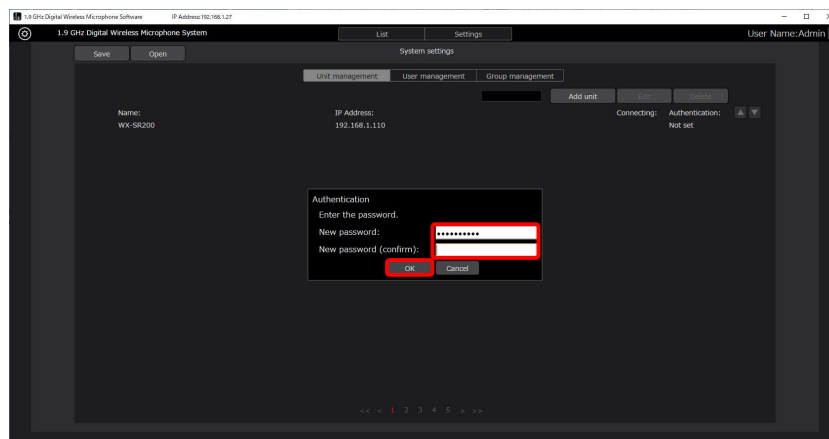 1.9 GHz Digital Wireless Microphone Software IP Address:192.168.1.27
1.9 GHz Digital Wireless Microphone System List Settings User Name:Admin
Save Open System settings
Unit management User management Group management
Add unit Edit Delete
Name: IP Address: Connecting: Authentication:
WX-SR200 192.168.1.110 Not set
Authentication
Enter the password.
New password: ••••••••••
New password (confirm):
OK Cancel
<< < 1 2 3 4 5 > >>